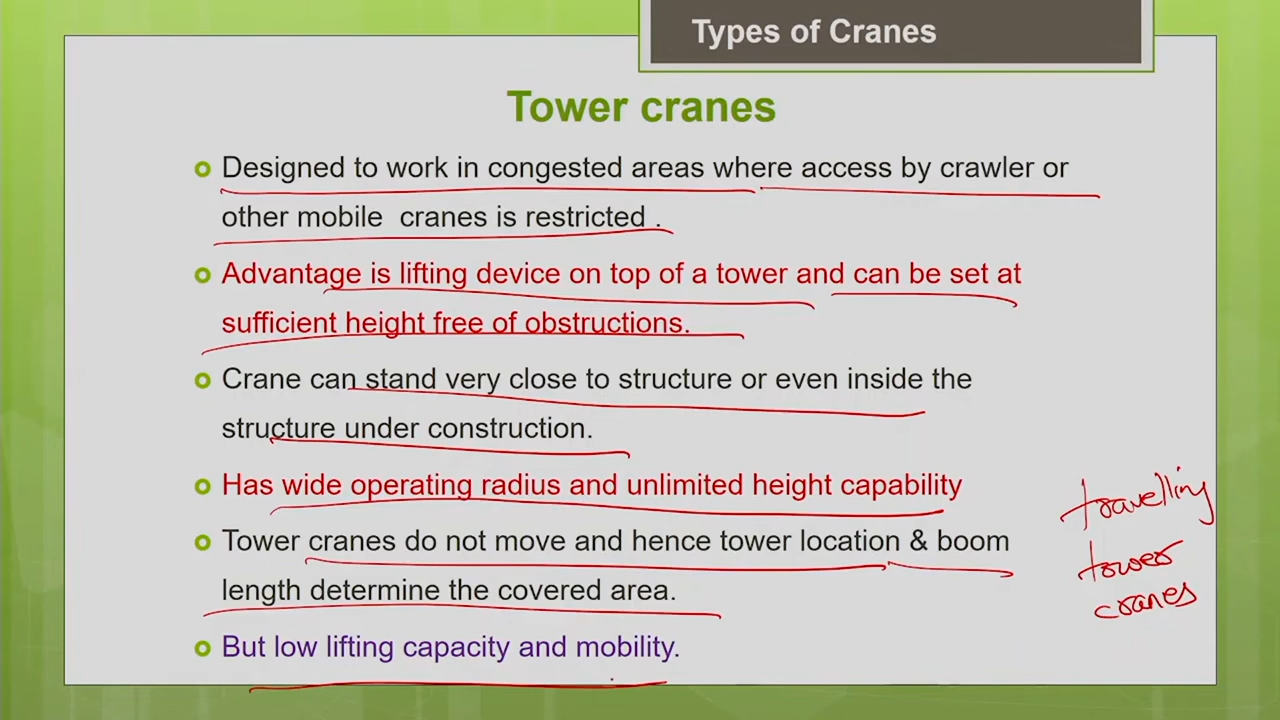 Types of Cranes
Tower cranes
Designed to work in congested areas where access by crawler or
other mobile cranes is restricted .
Advantage is lifting device on top of a tower and can be set at
sufficient height free of obstructions.
Crane can stand very close to structure or even inside the
structure under construction.
Has wide operating radius and unlimited height capability
Tower cranes do not move and hence tower location & boom
length determine the covered area.
But low lifting capacity and mobility.
travelling
tower
cranes